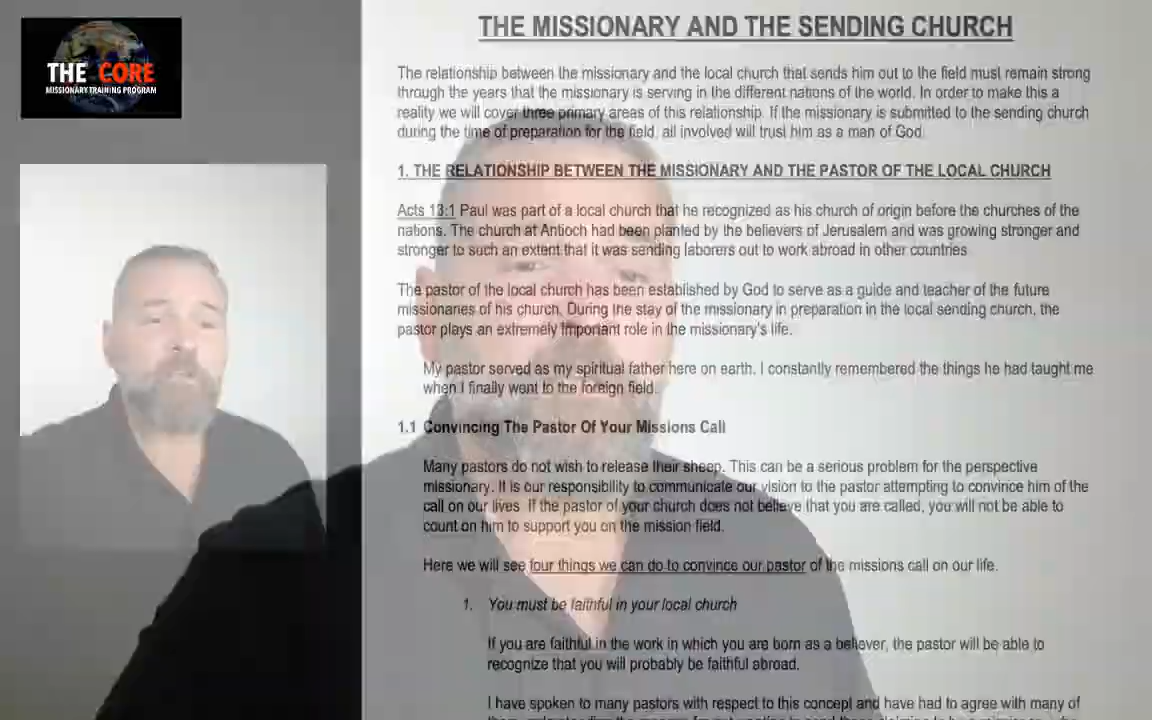 THE CORE
MISSIONARY TRAINING PROGRAM
THE MISSIONARY AND THE SENDING CHURCH
The relationship between the missionary and the local church that sends him out to the field must remain strong
through the years that the missionary is serving in the different nations of the world. In order to make this a
reality we will cover three primary areas of this relationship. If the missionary is submitted to the sending church
during the time of preparation for the field, all involved will trust him as a man of God.
1. THE RELATIONSHIP BETWEEN THE MISSIONARY AND THE PASTOR OF THE LOCAL CHURCH
Acts 13:1 Paul was part of a local church that he recognized as his church of origin before the churches of the
nations. The church at Antioch had been planted by the believers of Jerusalem and was growing stronger and
stronger to such an extent that it was sending laborers out to work abroad in other countries.
The pastor of the local church has been established by God to serve as a guide and teacher of the future
missionaries of his church. During the stay of the missionary in preparation in the local sending church, the
pastor plays an extremely important role in the missionary's life.
My pastor served as my spiritual father here on earth. I constantly remembered the things he had taught me
when I finally went to the foreign field.
1.1 Convincing The Pastor Of Your Missions Call
Many pastors do not wish to release their sheep. This can be a serious problem for the perspective
missionary. It is our responsibility to communicate our vision to the pastor attempting to convince him of the
call on our lives. If the pastor of your church does not believe that you are called, you will not be able to
count on him to support you on the mission field.
Here we will see four things we can do to convince our pastor of the missions call on our life.
1. You must be faithful in your local church
If you are faithful in the work in which you are born as a believer, the pastor will be able to
recognize that you will probably be faithful abroad.
I have spoken to many pastors with respect to this concept and have had to agree with many of